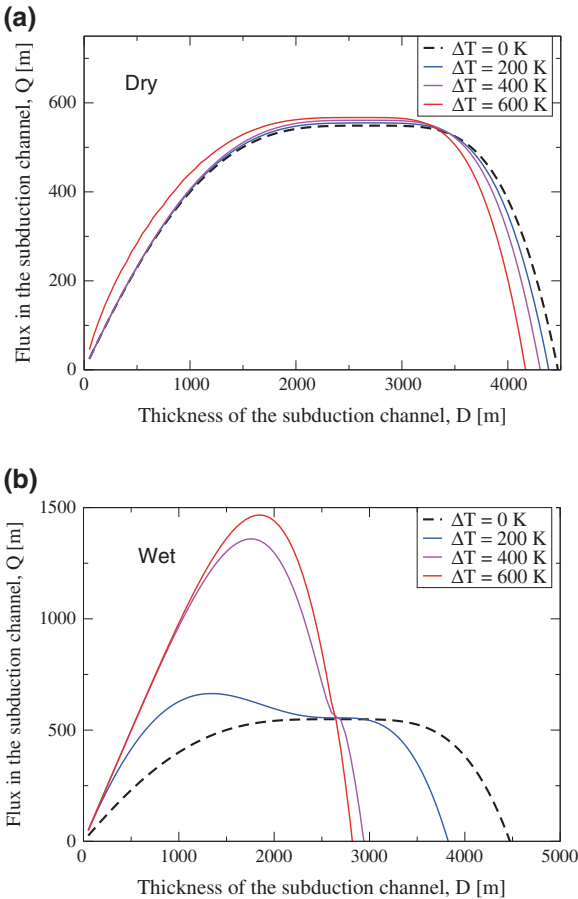 (a)
Flux in the subduction channel, Q [m]
600
400
200
0
Dry
ΔT = 0 K
ΔT = 200 K
ΔT = 400 K
ΔT = 600 K
0 1000 2000 3000 4000
Thickness of the subduction channel, D [m]
(b)
Flux in the subduction channel, Q [m]
1500
1000
500
0
Wet
ΔT = 0 K
ΔT = 200 K
ΔT = 400 K
ΔT = 600 K
0 1000 2000 3000 4000 5000
Thickness of the subduction channel, D [m]